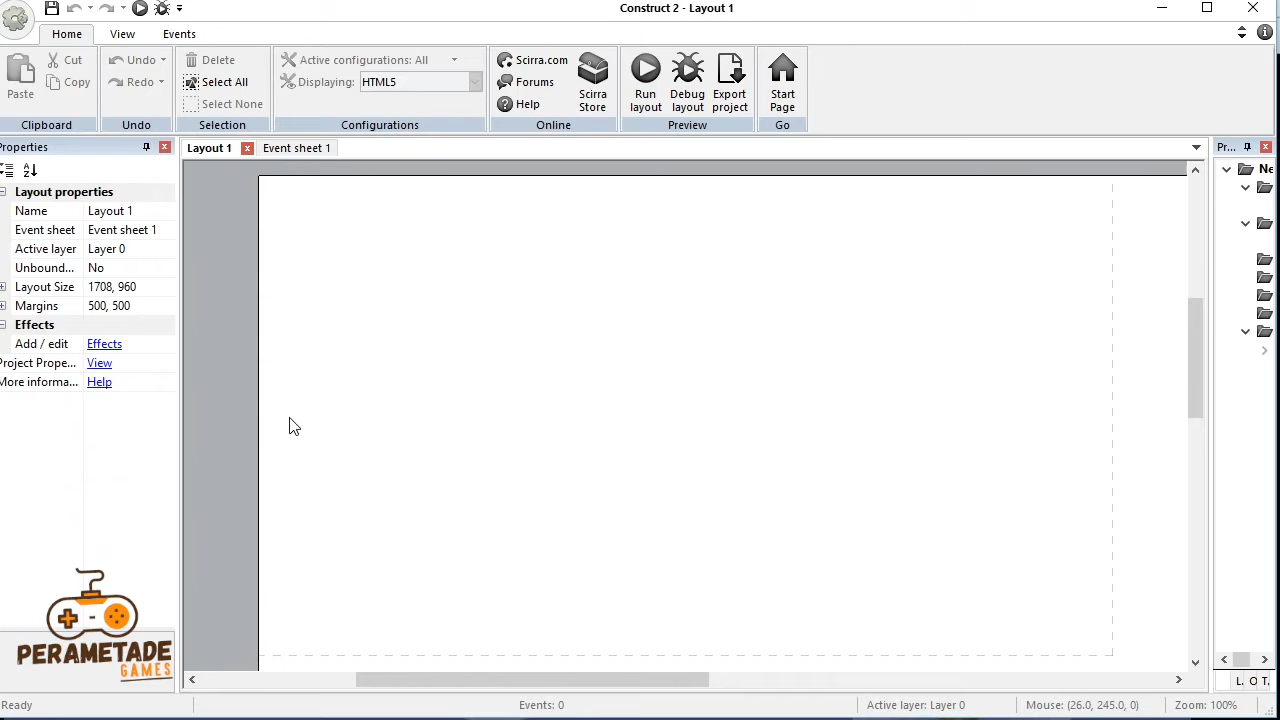 Construct 2 - Layout 1
Home View Events
Paste
Cut
Copy
Clipboard
Undo
Redo
Undo
Delete
Select All
Select None
Selection
Active configurations: All
Displaying: HTML5
Configurations
Scirra.com
Forums
Help
Scirra
Store
Online
Run
layout
Debug
layout
Export
project
Preview
Start
Page
Go
Properties
Layout 1
Event sheet 1
Pr...
Layout properties
Name Layout 1
Event sheet Event sheet 1
Active layer Layer 0
Unbound... No
Layout Size 1708, 960
Margins 500, 500
Effects
Add / edit Effects
Project Prope... View
More informa... Help
Ne
PERAMETADE
GAMES
L. O T.
Ready Events: 0 Active layer: Layer 0 Mouse: (26.0, 245.0, 0) Zoom: 100%